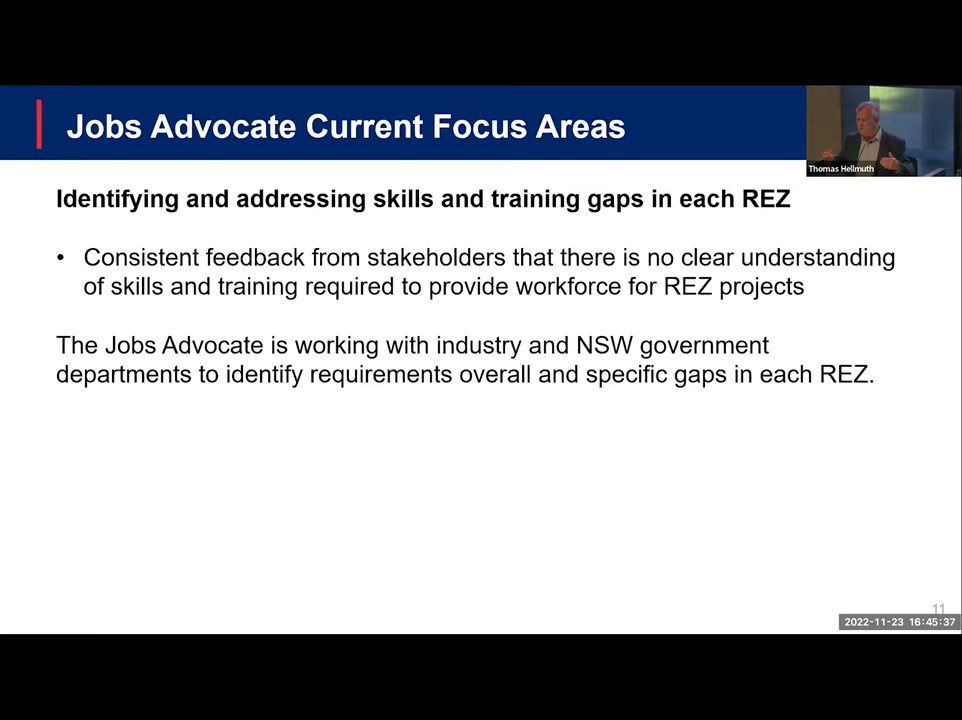 Jobs Advocate Current Focus Areas
Thomas Hellmuth
Identifying and addressing skills and training gaps in each REZ
• Consistent feedback from stakeholders that there is no clear understanding
of skills and training required to provide workforce for REZ projects
The Jobs Advocate is working with industry and NSW government
departments to identify requirements overall and specific gaps in each REZ.
11
2022-11-23 16:45:37